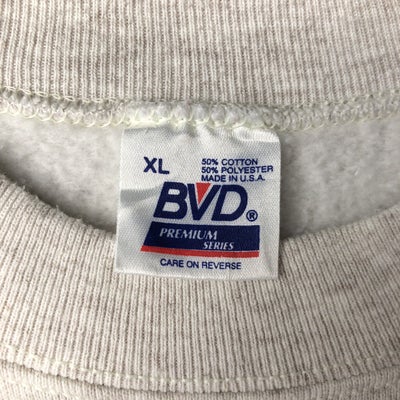 XL
50% COTTON
50% POLYESTER
MADE IN U.S.A.
BVD®
PREMIUM
SERIES
CARE ON REVERSE